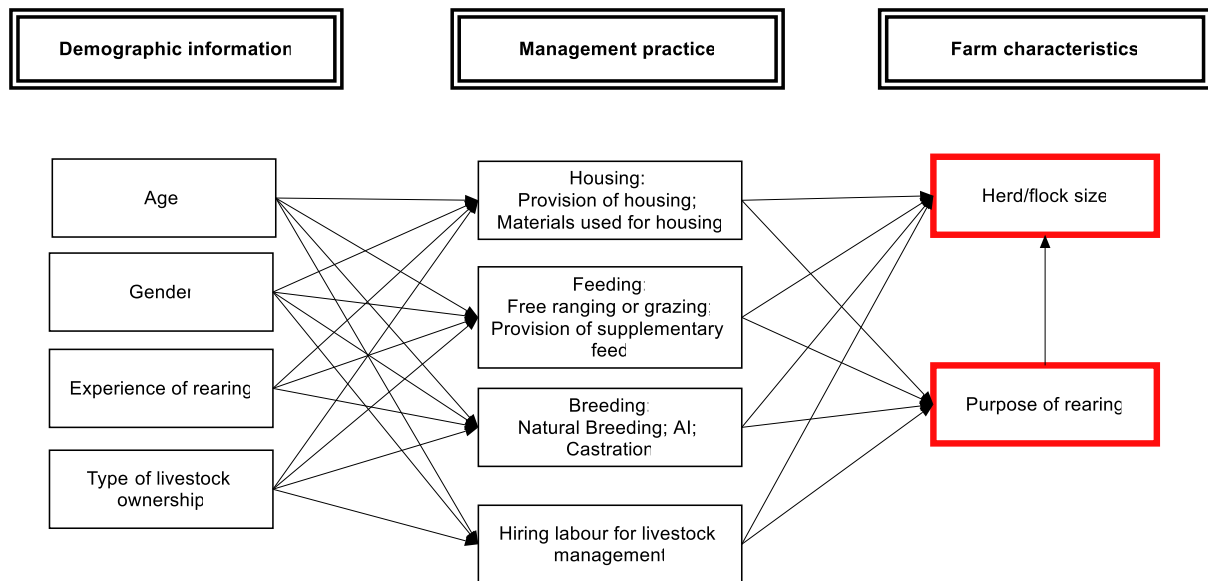 Demographic information
Management practice
Farm characteristics
Age
Gender
Experience of rearing
Type of livestock
ownership
Housing:
Provision of housing;
Materials used for housing
Feeding:
Free ranging or grazing;
Provision of supplementary
feed
Breeding:
Natural Breeding; AI;
Castration
Hiring labour for livestock
management
Herd/flock size
Purpose of rearing